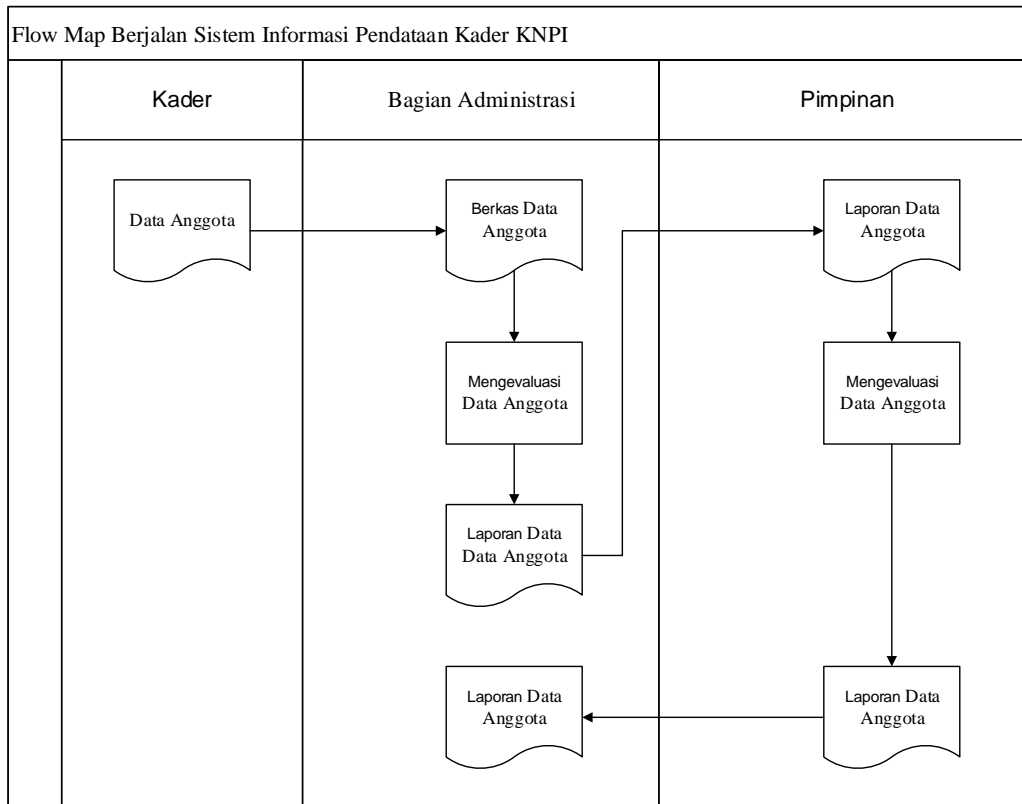 Flow Map Berjalan Sistem Informasi Pendataan Kader KNPI
Kader
Bagian Administrasi
Pimpinan
Data Anggota
Berkas Data
Anggota
Laporan Data
Anggota
Mengevaluasi
Data Anggota
Mengevaluasi
Data Anggota
Laporan Data
Data Anggota
Laporan Data
Anggota
Laporan Data
Anggota